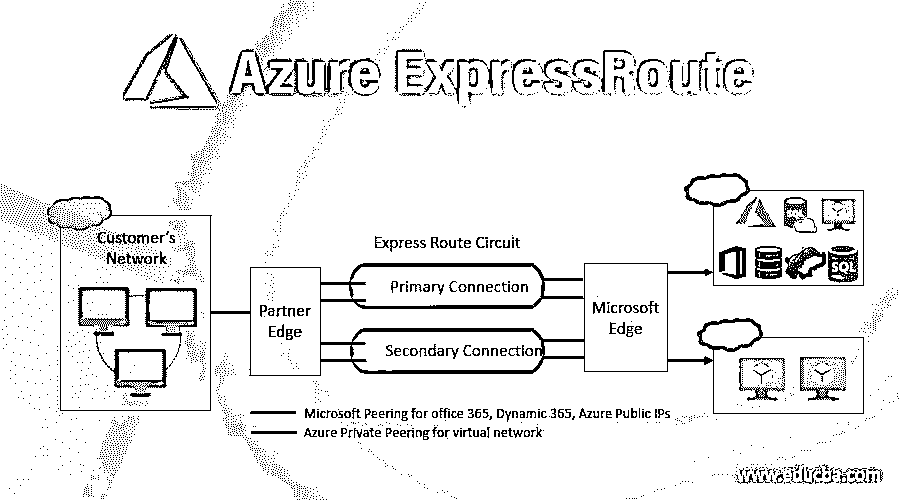 Azure ExpressRoute
Customer's
Network
Express Route Circuit
Partner
Edge
Primary Connection
Secondary Connection
Microsoft
Edge
SQL
Microsoft Peering for office 365, Dynamic 365, Azure Public IPs
Azure Private Peering for virtual network
www.educba.com